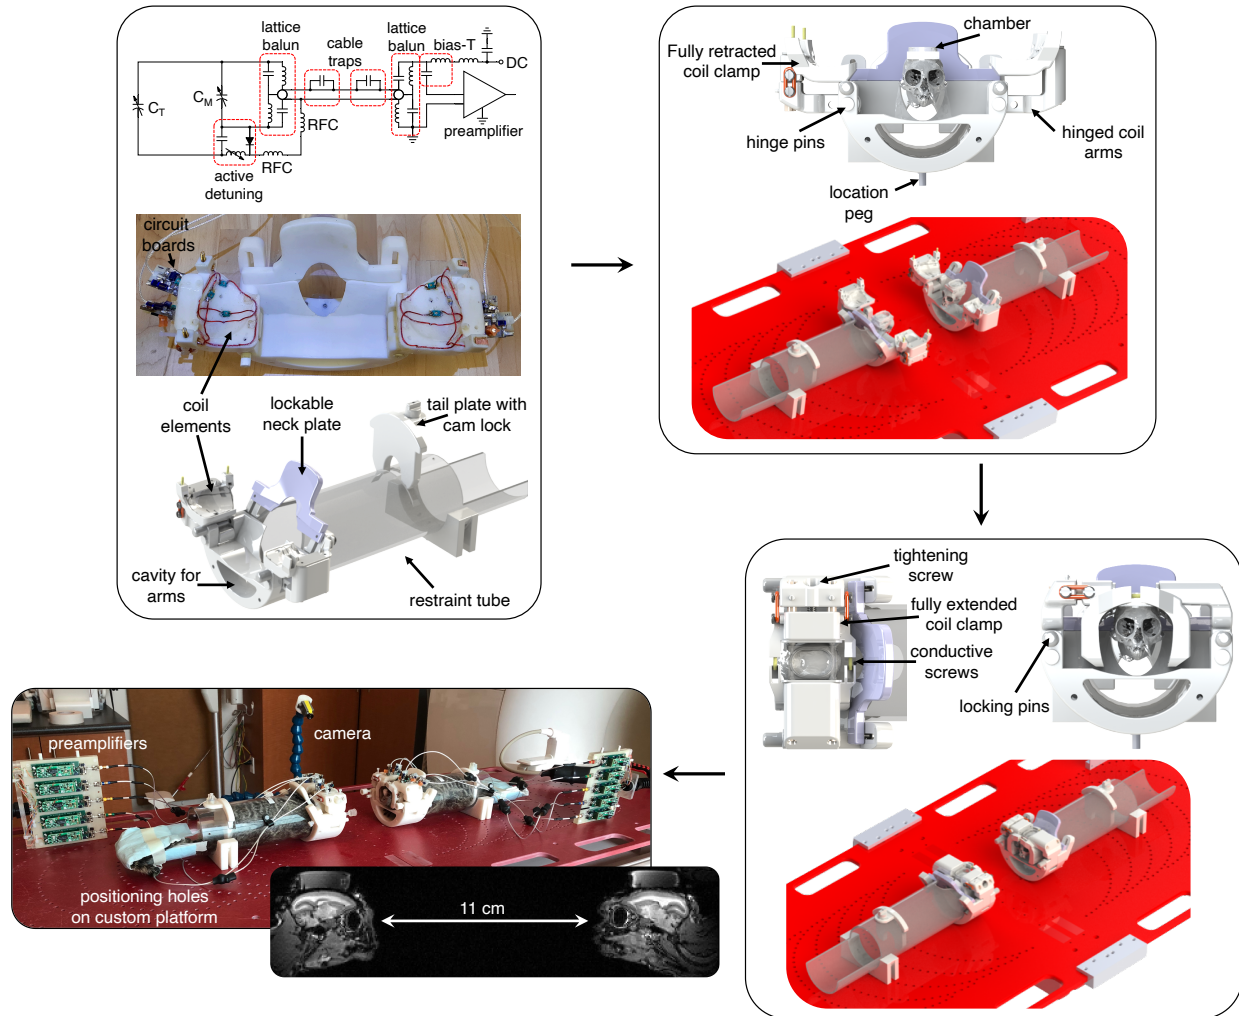 lattice
balun
cable
traps
lattice
balun
bias-T
DC
C_T
C_M
RFC
preamplifier
RFC
active
detuning
circuit
boards
coil
elements
lockable
neck plate
tail plate with
cam lock
cavity for
arms
restraint tube
chamber
Fully retracted
coil clamp
hinge pins
hinged coil
arms
location
peg
tightening
screw
fully extended
coil clamp
conductive
screws
locking pins
preamplifiers
camera
positioning holes
on custom platform
11 cm